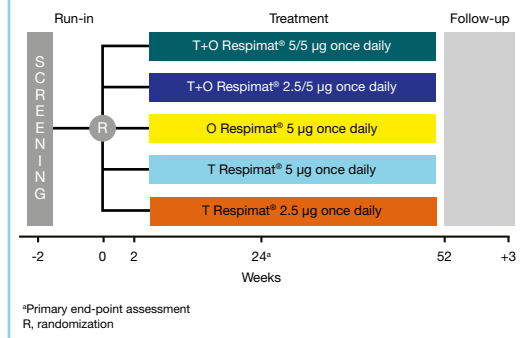 Run-in Treatment Follow-up
SCREENING
R
T+O Respimat® 5/5 µg once daily
T+O Respimat® 2.5/5 µg once daily
O Respimat® 5 µg once daily
T Respimat® 5 µg once daily
T Respimat® 2.5 µg once daily
-2 0 2 24ᵃ 52 +3
Weeks
ᵃPrimary end-point assessment
R, randomization